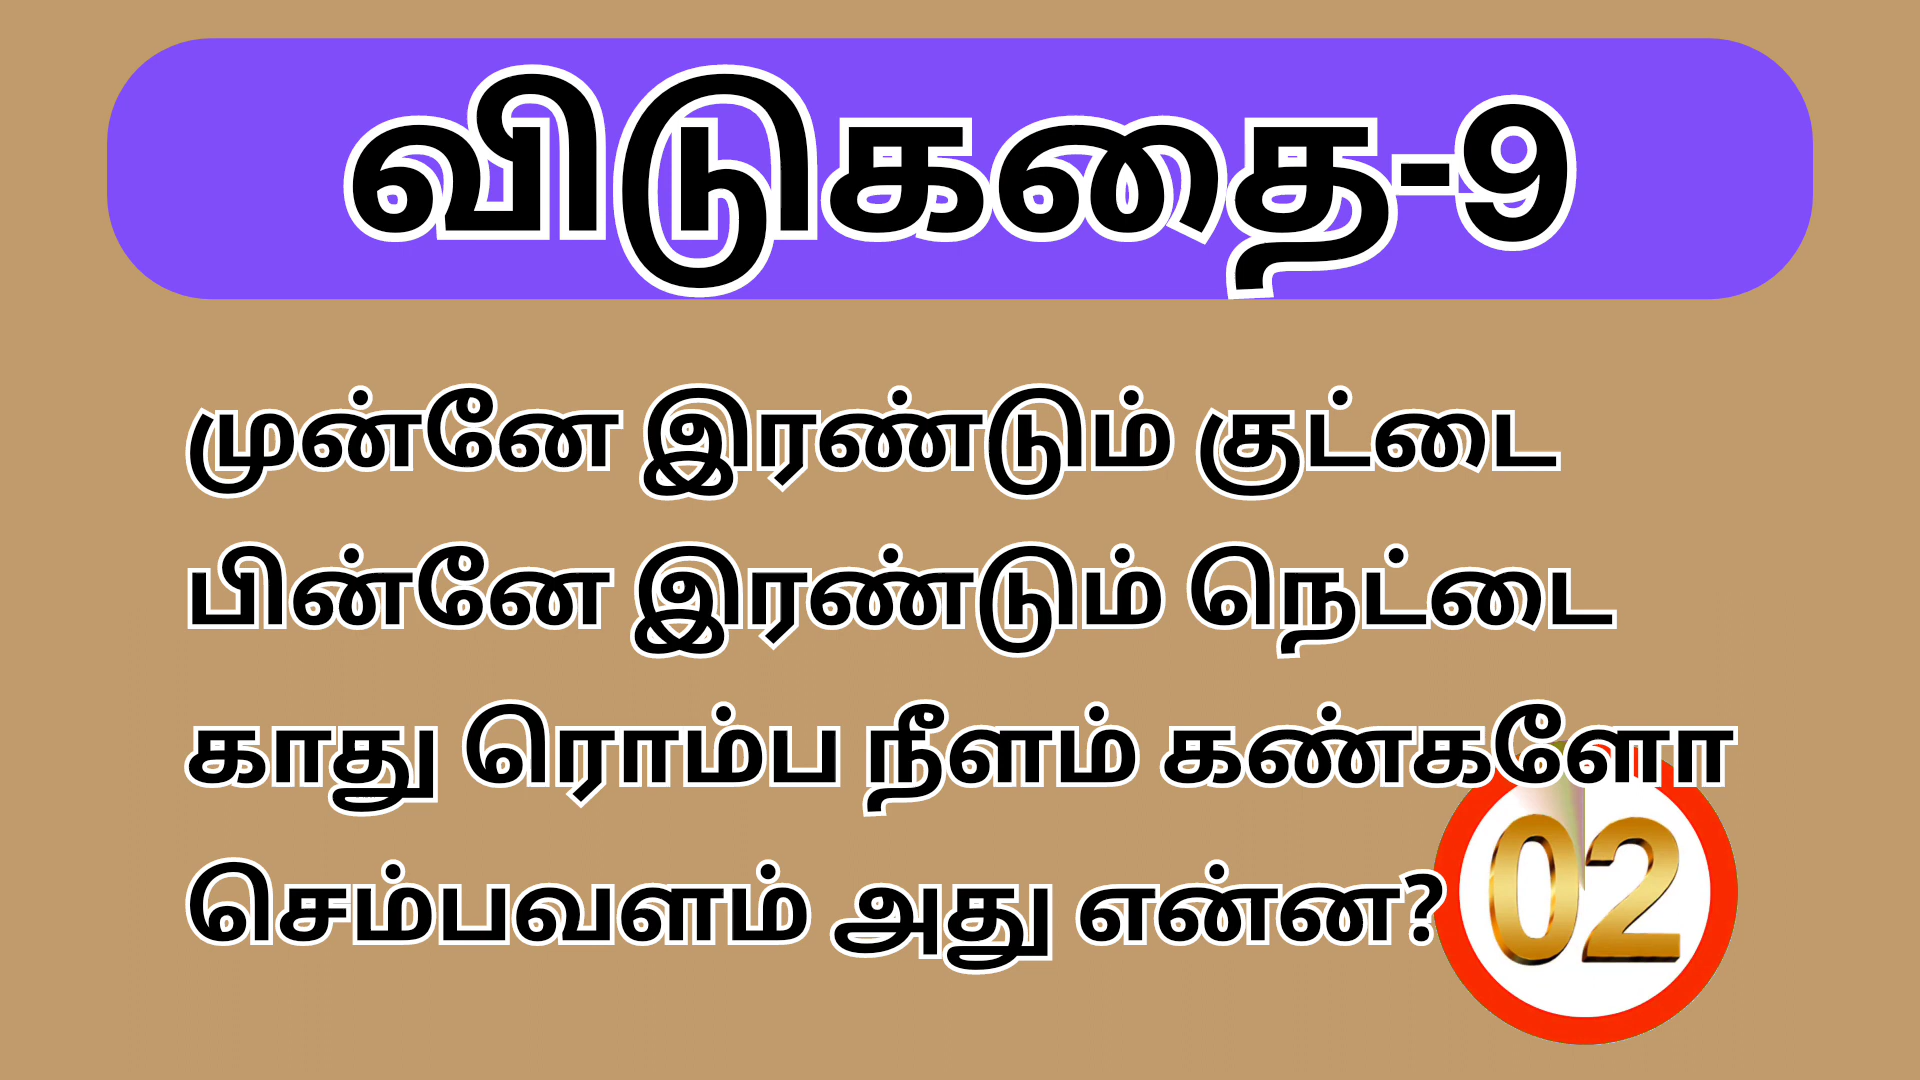 விடுகதை-9
முன்னே இரண்டும் குட்டை
பின்னே இரண்டும் நெட்டை
காது ரொம்ப நீளம் கண்களோ
செம்பவளம் அது என்ன?
02